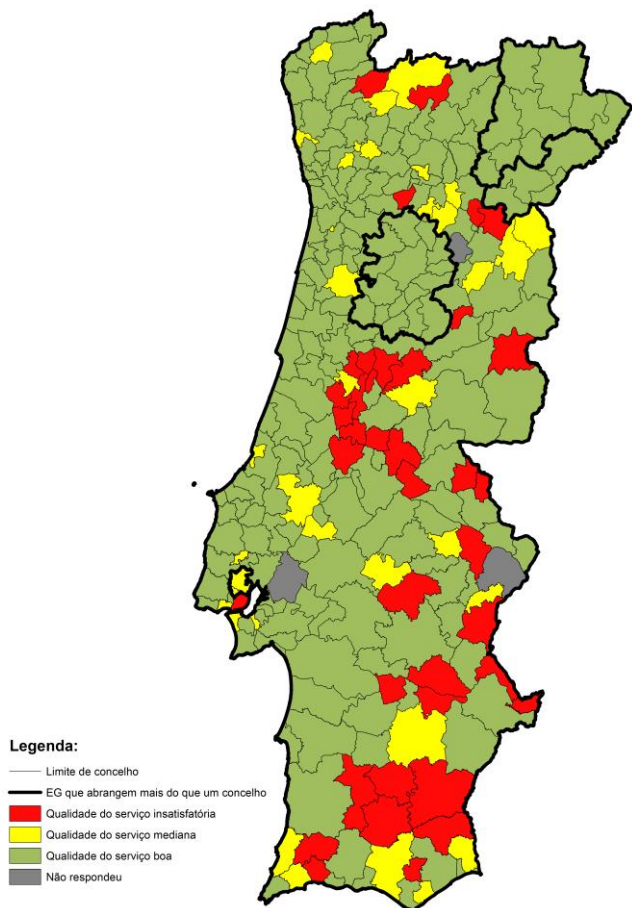 Legenda:
Limite de concelho
EG que abrangem mais do que um concelho
Qualidade do serviço insatisfatória
Qualidade do serviço mediana
Qualidade do serviço boa
Não respondeu